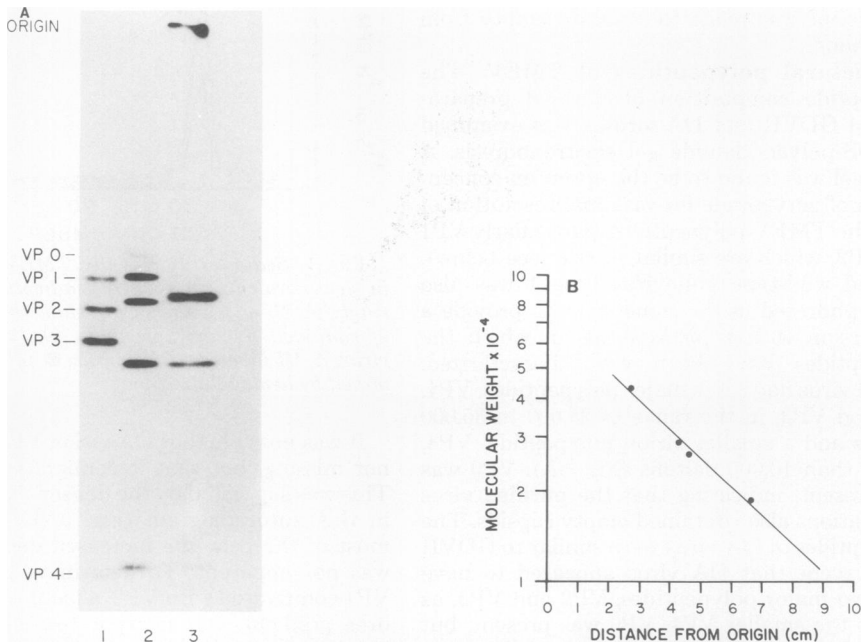 A
ORIGIN
VP 0
VP 1
VP 2
VP 3
VP 4
1 2 3
B
MOLECULAR WEIGHT x10-4
10
9
8
7
6
5
4
3
2
1
0 1 2 3 4 5 6 7 8 9 10
DISTANCE FROM ORIGIN (cm)